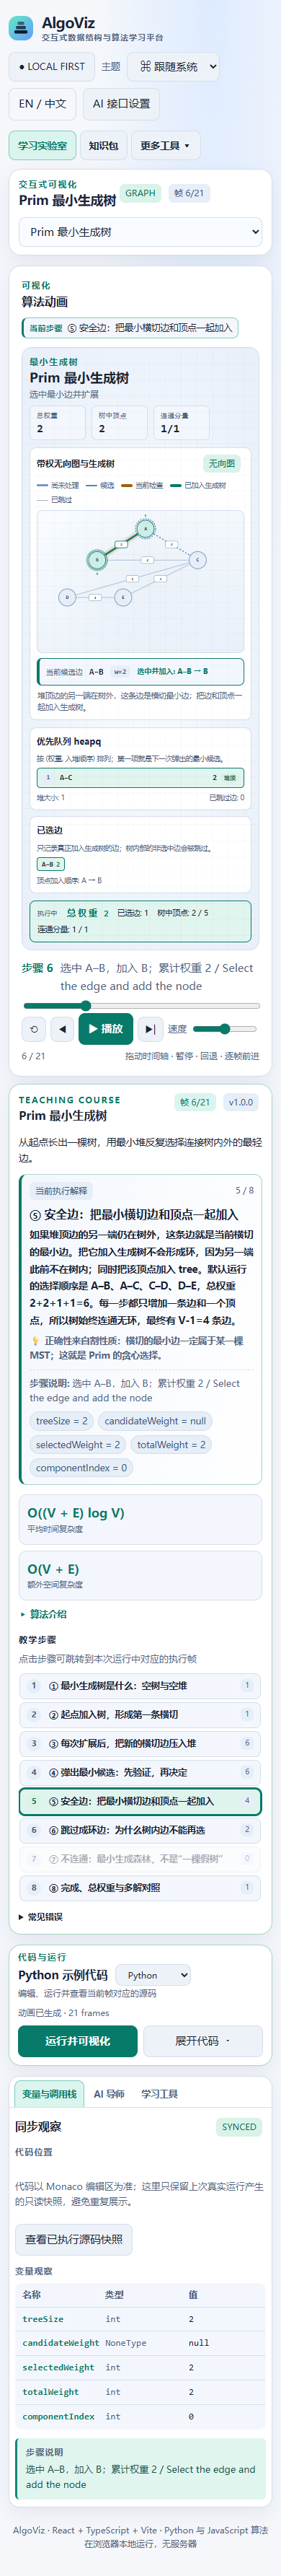 AlgoViz
交互式数据结构与算法学习平台
● LOCAL FIRST 主题 ⌘ 跟随系统
EN / 中文 AI 接口设置
学习实验室 知识包 更多工具 ▾
交互式可视化
Prim 最小生成树 GRAPH 帧 6/21
Prim 最小生成树
可视化
算法动画
当前步骤 ⑤ 安全边：把最小横切边和顶点一起加入
最小生成树
Prim 最小生成树
选中最小边并扩展
总权重 树中顶点 连通分量
2 2 1/1
带权无向图与生成树 无向图
尚未处理 候选 当前检查 已加入生成树
已跳过
A
B
C
D
E
当前候选边 A–B w=2 选中并加入: A–B → B
堆顶边的另一端在树外，这条边是横切最小边；把边和顶点一
起加入生成树。
优先队列 heapq
按 (权重, 入堆顺序) 排列；第一项就是下一次弹出的最小候选。
1 A–C 2 堆顶
堆大小: 1 已跳过边: 0
已选边
只记录真正加入生成树的边；树内部的非选中边会被跳过。
A–B 2
顶点加入顺序: A → B
执行中 总权重 2 已选边: 1 树中顶点: 2 / 5
连通分量: 1 / 1
步骤 6 选中 A–B，加入 B；累计权重 2 / Select
the edge and add the node
▶ 播放 速度
6 / 21 拖动时间轴 · 暂停 · 回退 · 逐帧前进
TEACHING COURSE 帧 6/21 v1.0.0
Prim 最小生成树
从起点长出一棵树，用最小堆反复选择连接树内外的最轻
边。
当前执行解释 5 / 8
⑤ 安全边：把最小横切边和顶点一起加入
如果堆顶边的另一端仍在树外，这条边就是当前横切
的最小边。把它加入生成树不会形成环，因为另一端
此前不在树内；同时把该顶点加入 tree。默认运行
的选择顺序是 A–B、A–C、C–D、D–E，总权重
2+2+1+1=6。每一步都只增加一条边和一个顶
点，所以树始终连通无环，最终有 V-1=4 条边。
💡 正确性来自割性质：横切的最小边一定属于某一棵
MST；这就是 Prim 的贪心选择。
步骤说明: 选中 A–B，加入 B；累计权重 2 / Select
the edge and add the node
treeSize = 2 candidateWeight = null
selectedWeight = 2 totalWeight = 2
componentIndex = 0
O((V + E) log V)
平均时间复杂度
O(V + E)
额外空间复杂度
▸ 算法介绍
教学步骤
点击步骤可跳转到本次运行中对应的执行帧
1 ① 最小生成树是什么：空树与空堆 1
2 ② 起点加入树，形成第一条横切 1
3 ③ 每次扩展后，把新的横切边压入堆 6
4 ④ 弹出最小候选：先验证，再决定 6
5 ⑤ 安全边：把最小横切边和顶点一起加入 4
6 ⑥ 跳过成环边：为什么树内边不能再选 2
7 ⑦ 不连通：最小生成森林，不是“一棵假树” 0
8 ⑧ 完成、总权重与多解对照 1
▸ 常见错误
代码与运行
Python 示例代码 Python
编辑、运行并查看当前帧对应的源码
动画已生成 · 21 frames
运行并可视化 展开代码
变量与调用栈 AI 导师 学习工具
同步观察 SYNCED
代码位置
代码以 Monaco 编辑区为准；这里只保留上次真实运行产生
的只读快照，避免重复展示。
查看已执行源码快照
变量观察
名称 类型 值
treeSize int 2
candidateWeight NoneType null
selectedWeight int 2
totalWeight int 2
componentIndex int 0
步骤说明
选中 A–B，加入 B；累计权重 2 / Select the edge and
add the node
AlgoViz · React + TypeScript + Vite · Python 与 JavaScript 算法
在浏览器本地运行，无服务器